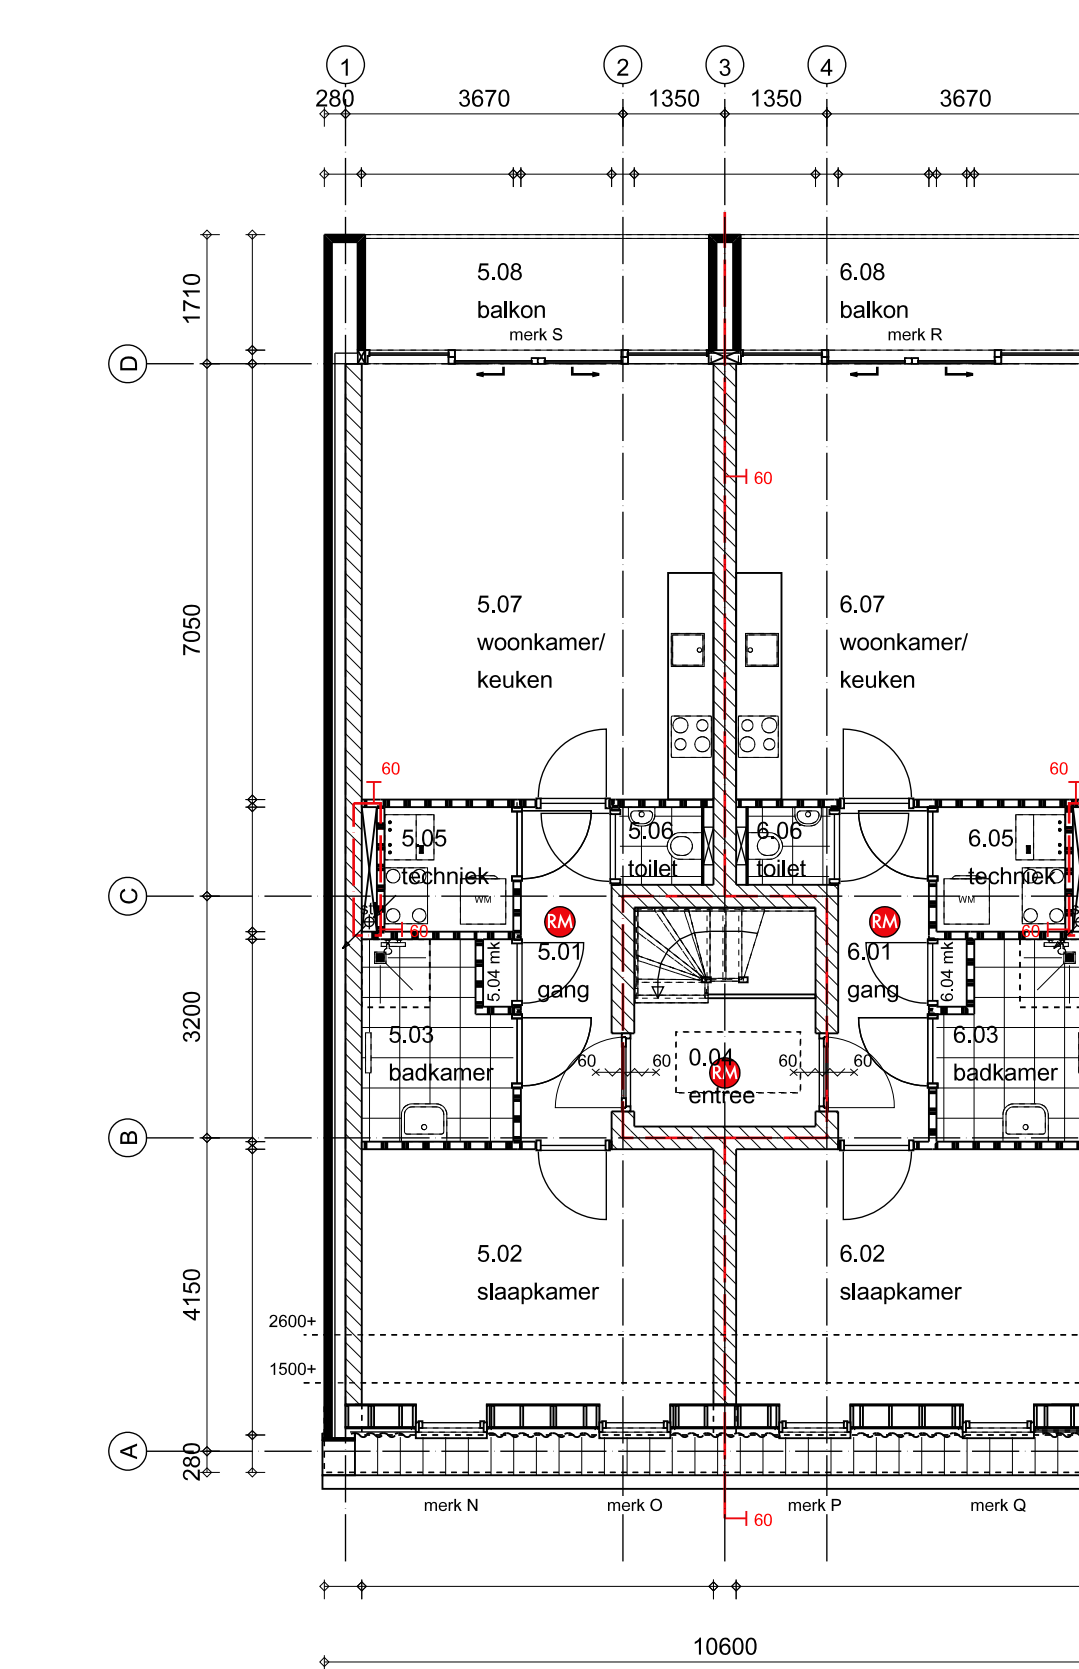 1
2
3
4
280
3670
1350
1350
3670
1710
5.08
balkon
merk S
6.08
balkon
merk R
D
60
7050
5.07
woonkamer/
keuken
6.07
woonkamer/
keuken
60
60
5.05
techniek
5.06
toilet
6.06
toilet
6.05
techniek
C
WM
WM
RM
RM
60
60
5.01
gang
6.01
gang
5.04 mk
6.04 mk
3200
5.03
badkamer
60
60
0.04
RM
entree
60
60
6.03
badkamer
B
5.02
slaapkamer
6.02
slaapkamer
4150
2600+
1500+
A
280
merk N
merk O
merk P
merk Q
60
10600